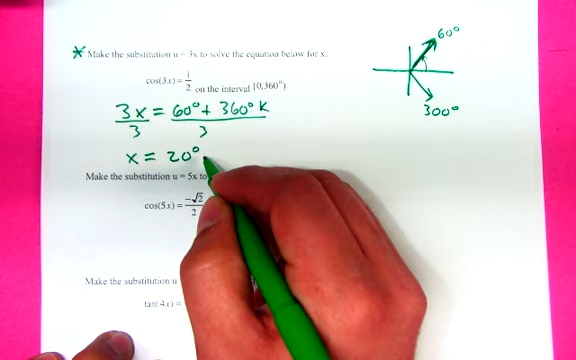 60°
* Make the substitution u = 3x to solve the equation below for x.
cos(3x) = 1/2 on the interval [0,360°)
300°
3x = 60° + 360° K
3 3
x = 20°
Make the substitution u = 5x to
cos(5x) = -√2/2
Make the substitution u
tan(4x) =